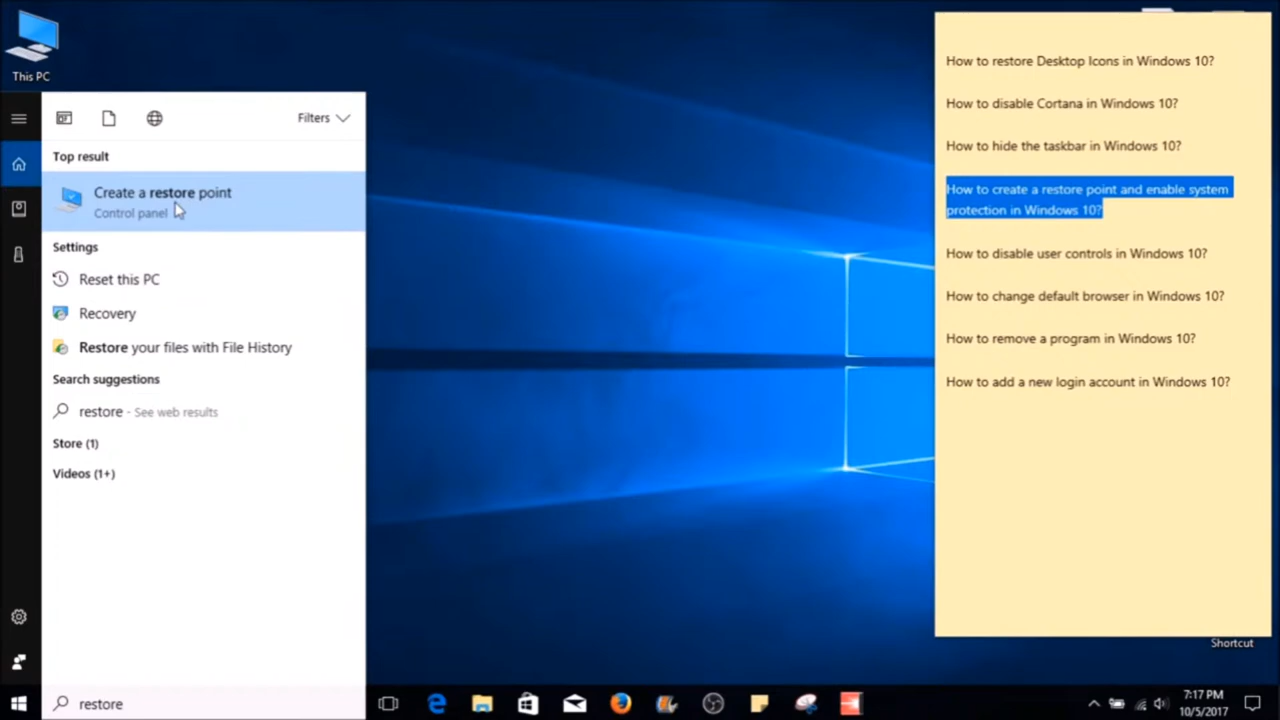 This PC
Filters
Top result
Create a restore point
Control panel
Settings
Reset this PC
Recovery
Restore your files with File History
Search suggestions
restore - See web results
Store (1)
Videos (1+)
restore
How to restore Desktop Icons in Windows 10?
How to disable Cortana in Windows 10?
How to hide the taskbar in Windows 10?
How to create a restore point and enable system
protection in Windows 10?
How to disable user controls in Windows 10?
How to change default browser in Windows 10?
How to remove a program in Windows 10?
How to add a new login account in Windows 10?
Shortcut
7:17 PM
10/5/2017